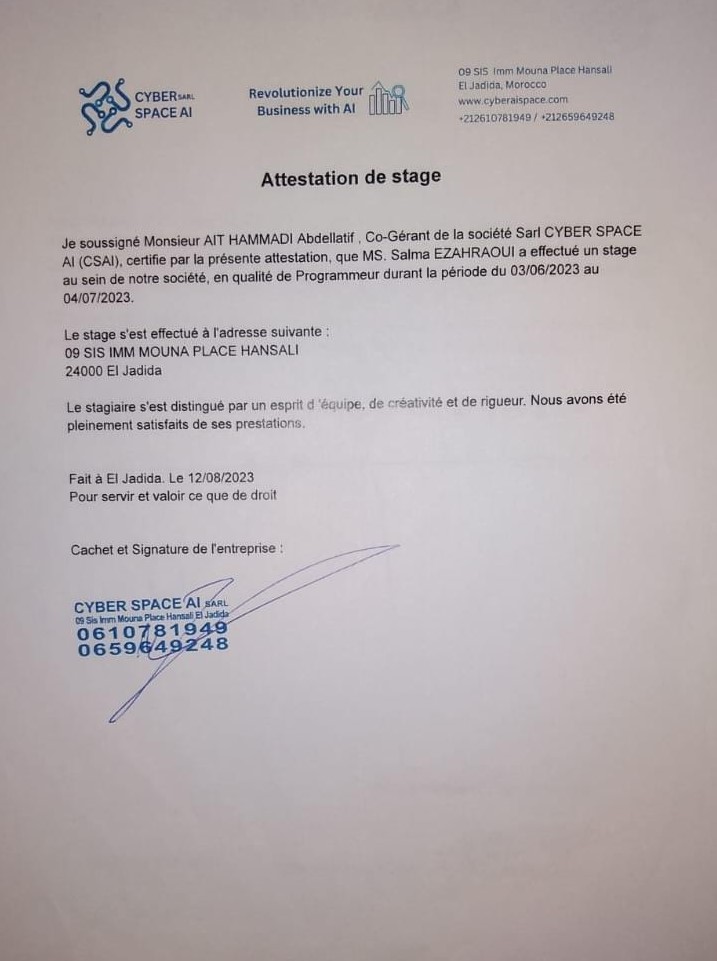 CYBER SARL
SPACE AI
Revolutionize Your
Business with AI
09 SIS Imm Mouna Place Hansali
El Jadida, Morocco
www.cyberaispace.com
+212610781949 / +212659649248
Attestation de stage
Je soussigné Monsieur AIT HAMMADI Abdellatif , Co-Gérant de la société Sarl CYBER SPACE
AI (CSAI), certifie par la présente attestation, que MS. Salma EZAHRAOUI a effectué un stage
au sein de notre société, en qualité de Programmeur durant la période du 03/06/2023 au
04/07/2023.
Le stage s'est effectué à l'adresse suivante :
09 SIS IMM MOUNA PLACE HANSALI
24000 El Jadida
Le stagiaire s'est distingué par un esprit d 'équipe, de créativité et de rigueur. Nous avons été
pleinement satisfaits de ses prestations.
Fait à El Jadida. Le 12/08/2023
Pour servir et valoir ce que de droit
Cachet et Signature de l'entreprise :
CYBER SPACE AI SARL
09 Sis Imm Mouna Place Hansali El Jadida
0610781949
0659649248